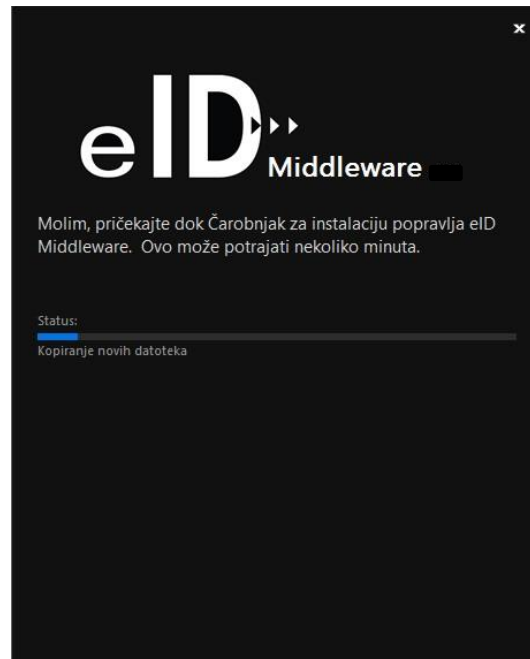 eID
Middleware
Molim, pričekajte dok Čarobnjak za instalaciju popravlja eID
Middleware.  Ovo može potrajati nekoliko minuta.
Status:
Kopiranje novih datoteka